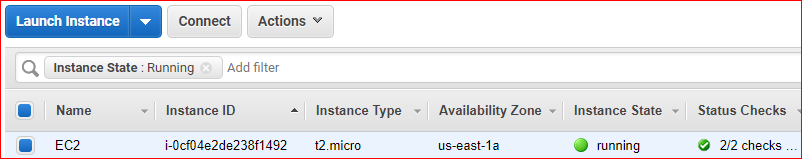 Launch Instance Connect Actions
Instance State : Running Add filter
Name Instance ID Instance Type Availability Zone Instance State Status Checks
EC2 i-0cf04e2de238f1492 t2.micro us-east-1a running 2/2 checks ...